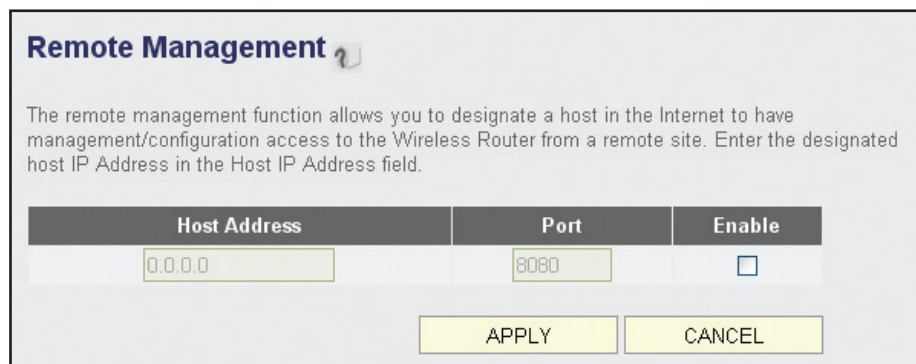 Remote Management
The remote management function allows you to designate a host in the Internet to have
management/configuration access to the Wireless Router from a remote site. Enter the designated
host IP Address in the Host IP Address field.
Host Address Port Enable
0.0.0.0 8080
APPLY CANCEL